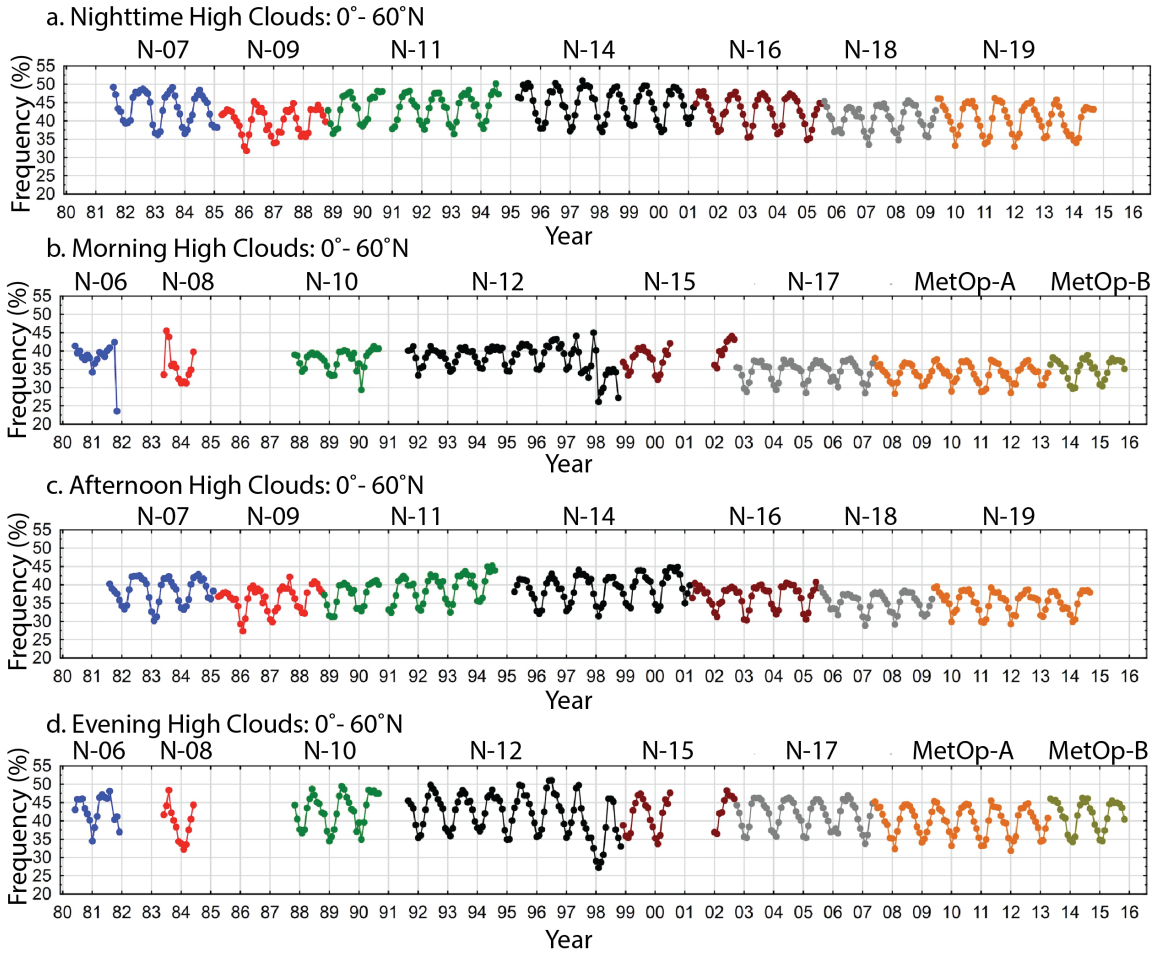 a. Nighttime High Clouds: 0˚- 60˚N
N-07 N-09 N-11 N-14 N-16 N-18 N-19
Frequency (%)
55
50
45
40
35
30
25
20
80 81 82 83 84 85 86 87 88 89 90 91 92 93 94 95 96 97 98 99 00 01 02 03 04 05 06 07 08 09 10 11 12 13 14 15 16
Year
b. Morning High Clouds: 0˚- 60˚N
N-06 N-08 N-10 N-12 N-15 N-17 MetOp-A MetOp-B
Frequency (%)
55
50
45
40
35
30
25
20
80 81 82 83 84 85 86 87 88 89 90 91 92 93 94 95 96 97 98 99 00 01 02 03 04 05 06 07 08 09 10 11 12 13 14 15 16
Year
c. Afternoon High Clouds: 0˚- 60˚N
N-07 N-09 N-11 N-14 N-16 N-18 N-19
Frequency (%)
55
50
45
40
35
30
25
20
80 81 82 83 84 85 86 87 88 89 90 91 92 93 94 95 96 97 98 99 00 01 02 03 04 05 06 07 08 09 10 11 12 13 14 15 16
Year
d. Evening High Clouds: 0˚- 60˚N
N-06 N-08 N-10 N-12 N-15 N-17 MetOp-A MetOp-B
Frequency (%)
55
50
45
40
35
30
25
20
80 81 82 83 84 85 86 87 88 89 90 91 92 93 94 95 96 97 98 99 00 01 02 03 04 05 06 07 08 09 10 11 12 13 14 15 16
Year